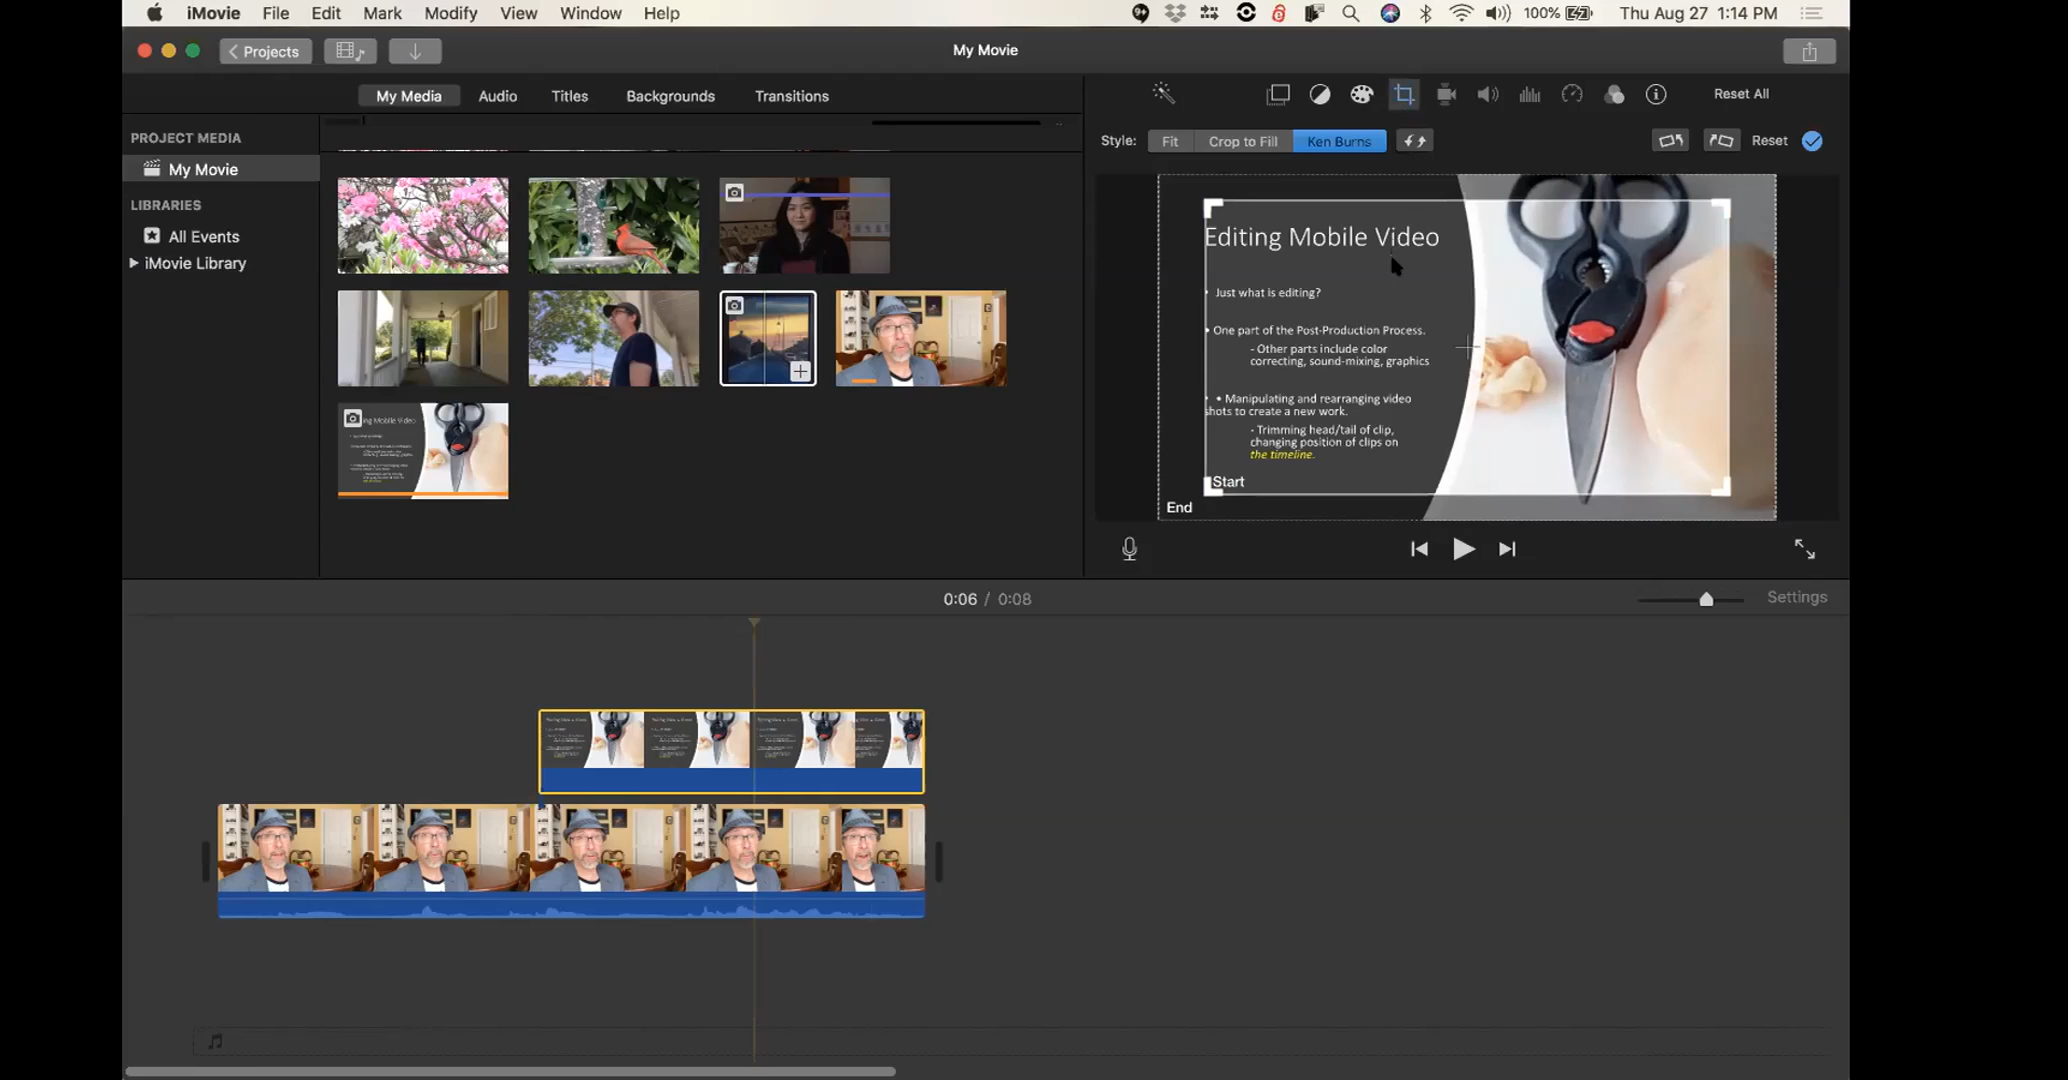 iMovie File Edit Mark Modify View Window Help
100% Thu Aug 27 1:14 PM
Projects
My Movie
My Media Audio Titles Backgrounds Transitions
Reset All
PROJECT MEDIA
My Movie
LIBRARIES
All Events
iMovie Library
Style: Fit Crop to Fill Ken Burns
Reset
Editing Mobile Video
• Just what is editing?
• One part of the Post-Production Process.
- Other parts include color
correcting, sound-mixing, graphics
• • Manipulating and rearranging video
shots to create a new work.
- Trimming head/tail of clip,
changing position of clips on
the timeline.
Start
End
ing Mobile Video
0:06 / 0:08
Settings